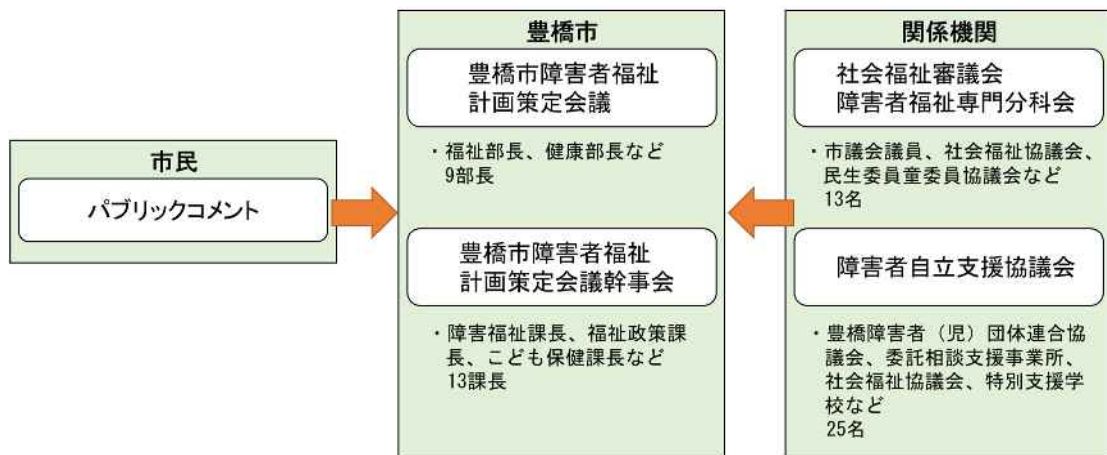 市民
パブリックコメント
豊橋市
豊橋市障害者福祉
計画策定会議
・福祉部長、健康部長など
9部長
豊橋市障害者福祉
計画策定会議幹事会
・障害福祉課長、福祉政策課
長、こども保健課長など
13課長
関係機関
社会福祉審議会
障害者福祉専門分科会
・市議会議員、社会福祉協議会、
民生委員童委員協議会など
13名
障害者自立支援協議会
・豊橋障害者（児）団体連合協
議会、委託相談支援事業所、
社会福祉協議会、特別支援学
校など
25名